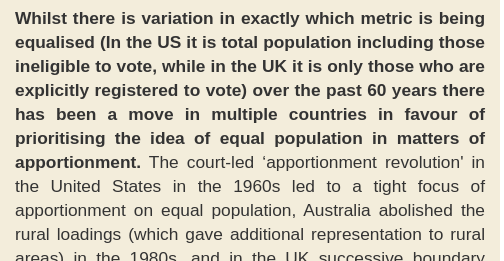 Whilst there is variation in exactly which metric is being
equalised (In the US it is total population including those
ineligible to vote, while in the UK it is only those who are
explicitly registered to vote) over the past 60 years there
has been a move in multiple countries in favour of
prioritising the idea of equal population in matters of
apportionment. The court-led ‘apportionment revolution' in
the United States in the 1960s led to a tight focus of
apportionment on equal population, Australia abolished the
rural loadings (which gave additional representation to rural
areas) in the 1980s, and in the UK successive boundary